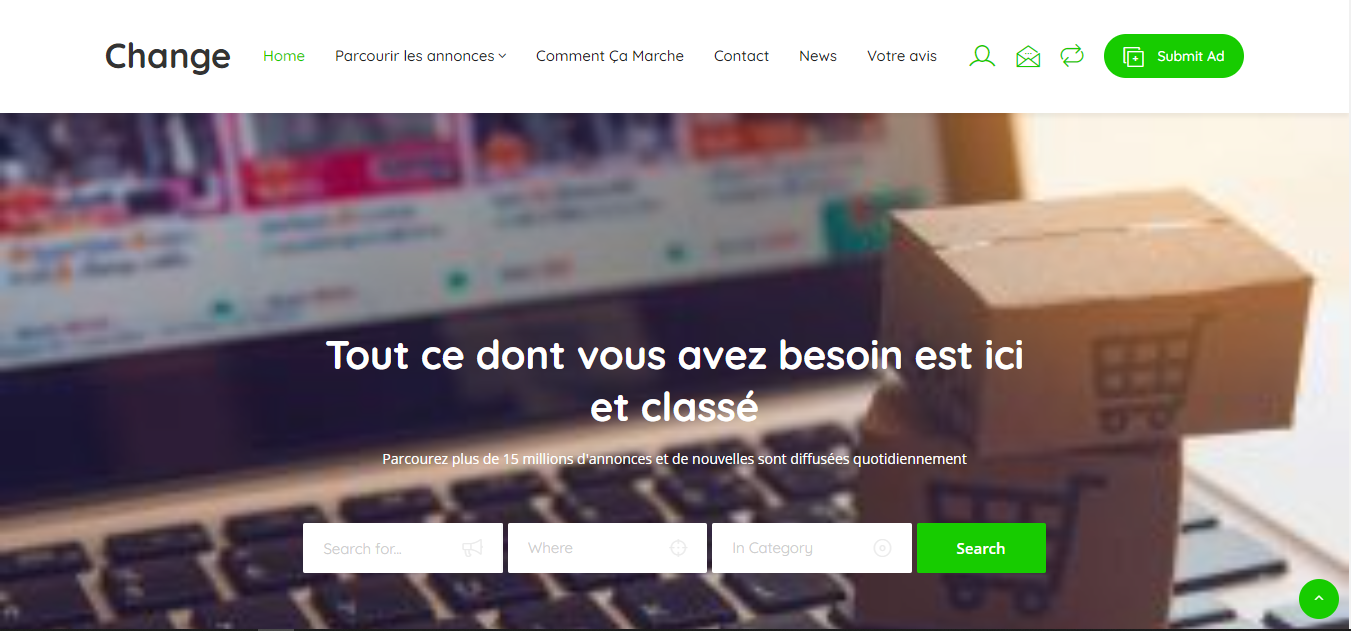 Change
Home
Parcourir les annonces
Comment Ça Marche
Contact
News
Votre avis
Submit Ad
Tout ce dont vous avez besoin est ici
et classé
Parcourez plus de 15 millions d'annonces et de nouvelles sont diffusées quotidiennement
Search for...
Where
In Category
Search